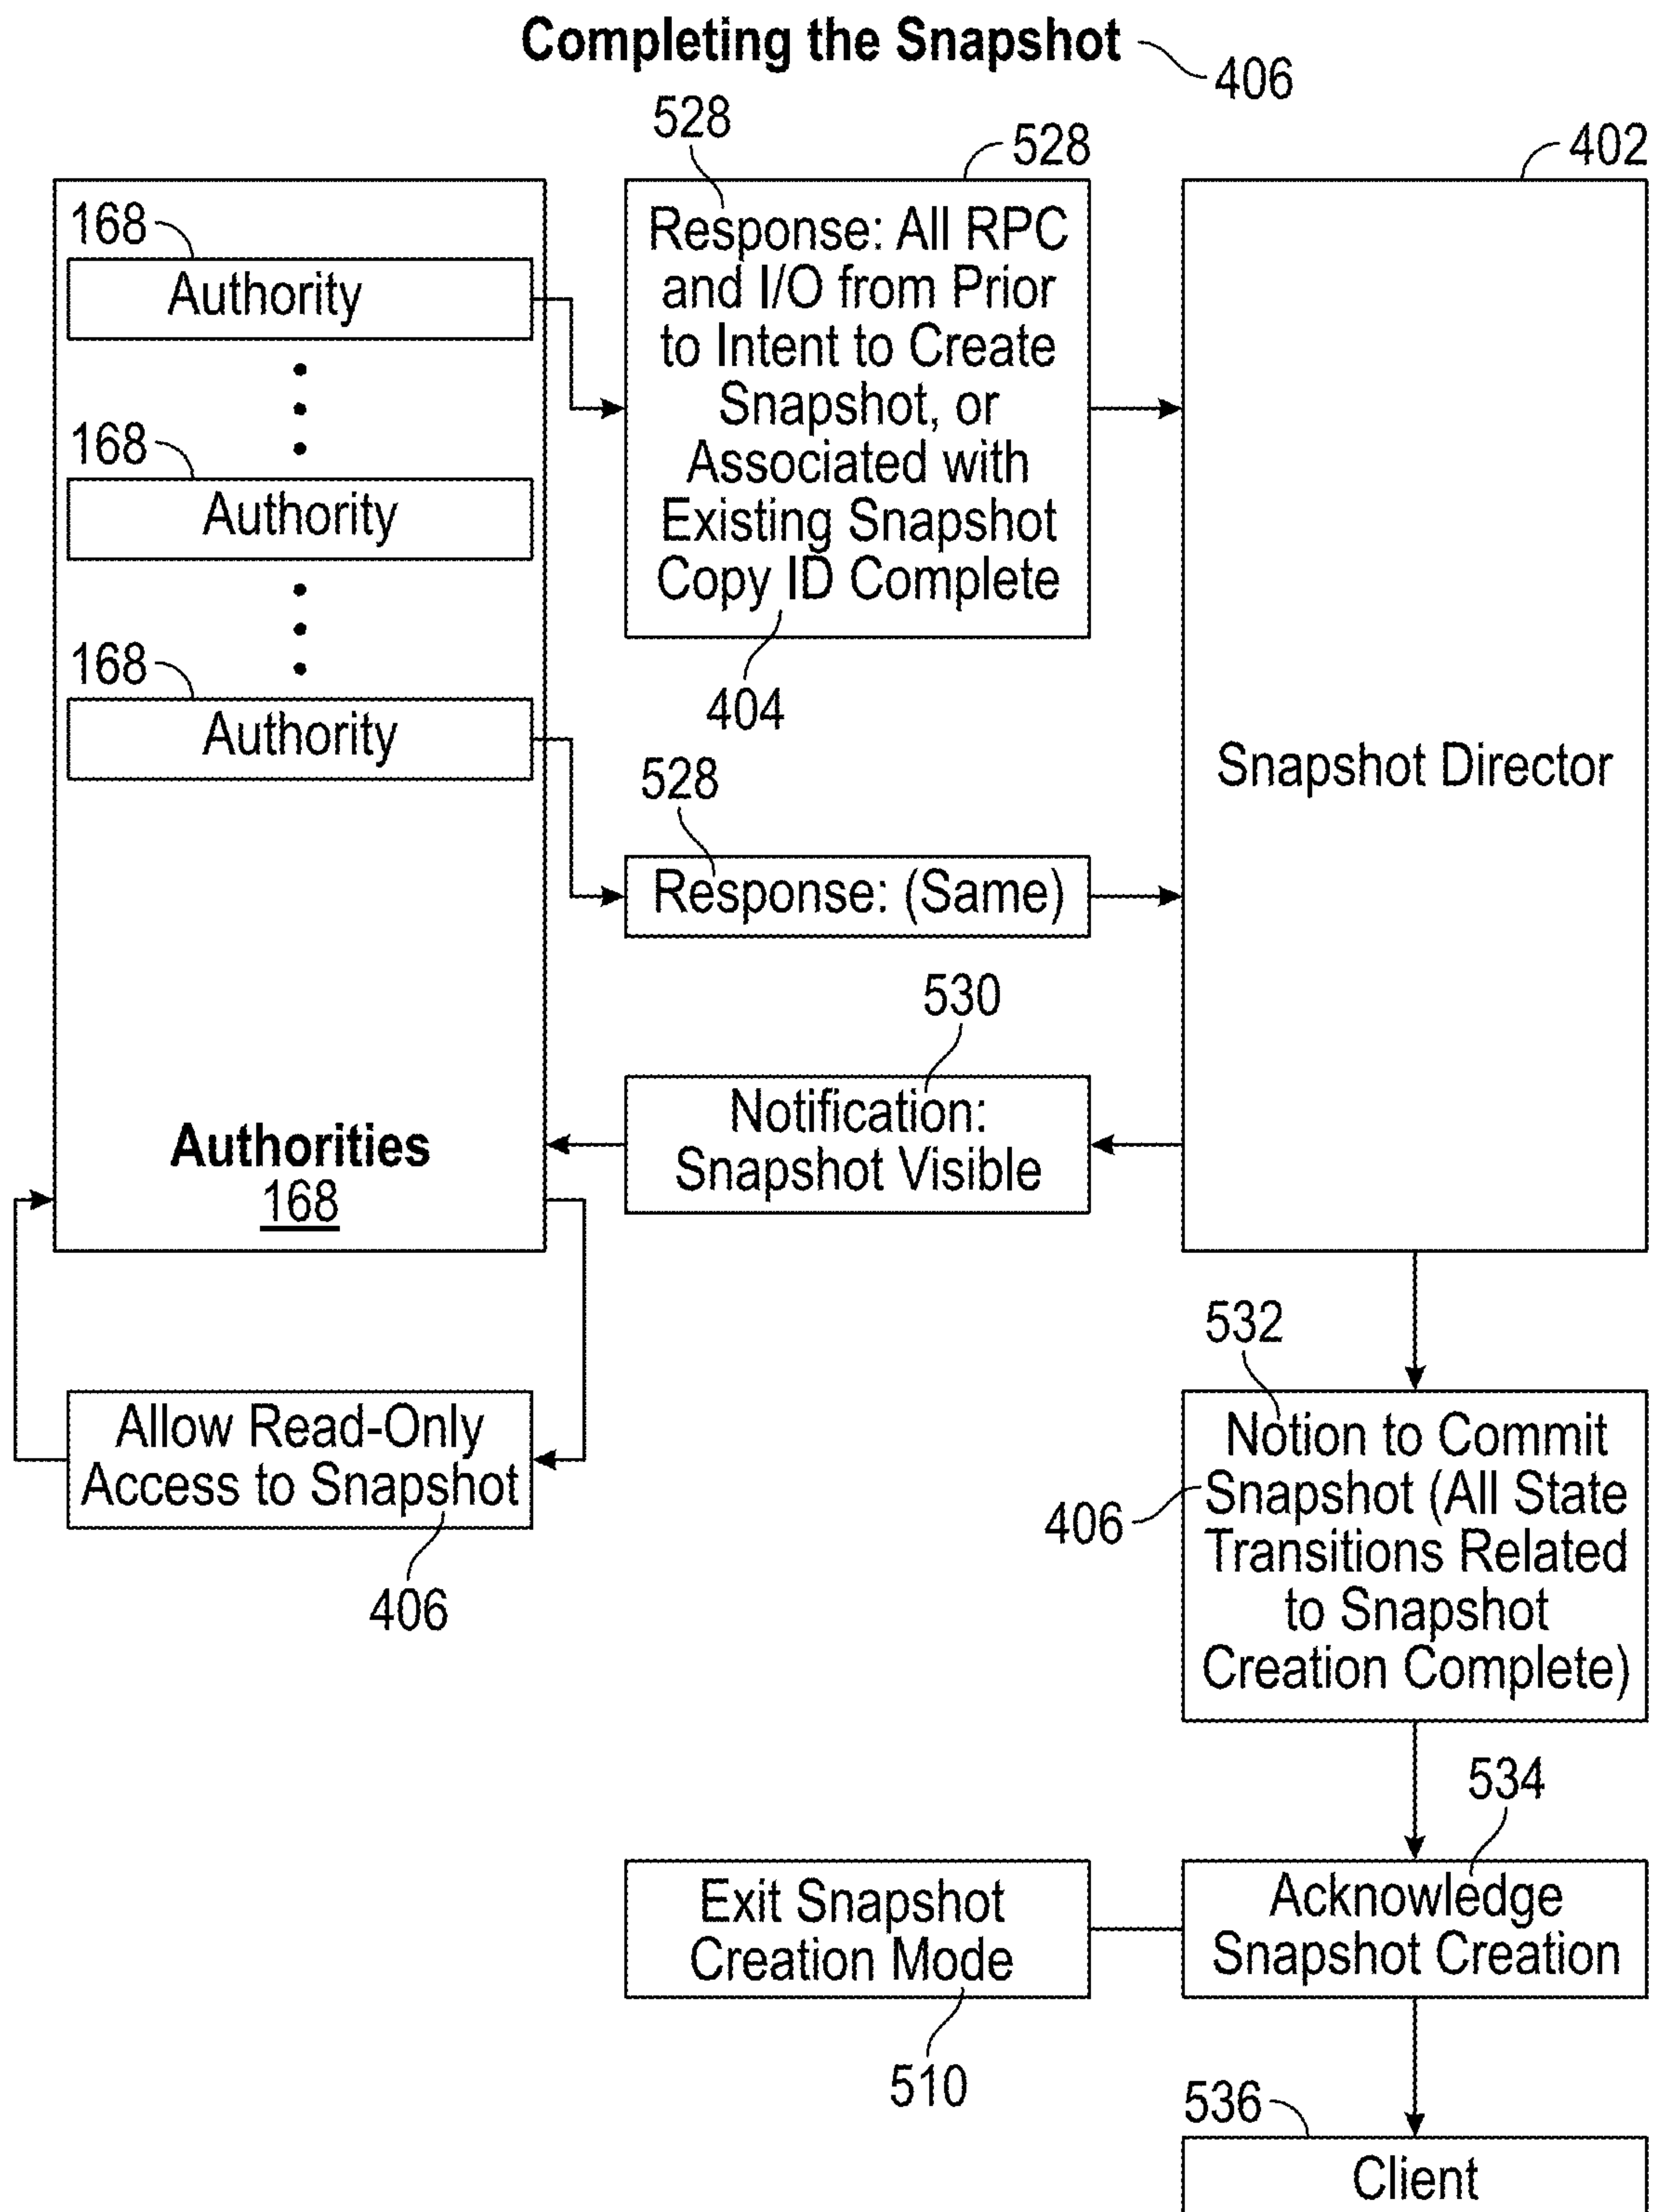 Completing the Snapshot
406
528
528
402
168
Authority
168
Authority
168
Authority
Authorities
168
Response: All RPC
and I/O from Prior
to Intent to Create
Snapshot, or
Associated with
Existing Snapshot
Copy ID Complete
404
528
Response: (Same)
530
Notification:
Snapshot Visible
Snapshot Director
Allow Read-Only
Access to Snapshot
406
532
Notion to Commit
406
Snapshot (All State
Transitions Related
to Snapshot
Creation Complete)
534
Acknowledge
Snapshot Creation
Exit Snapshot
Creation Mode
510
536
Client